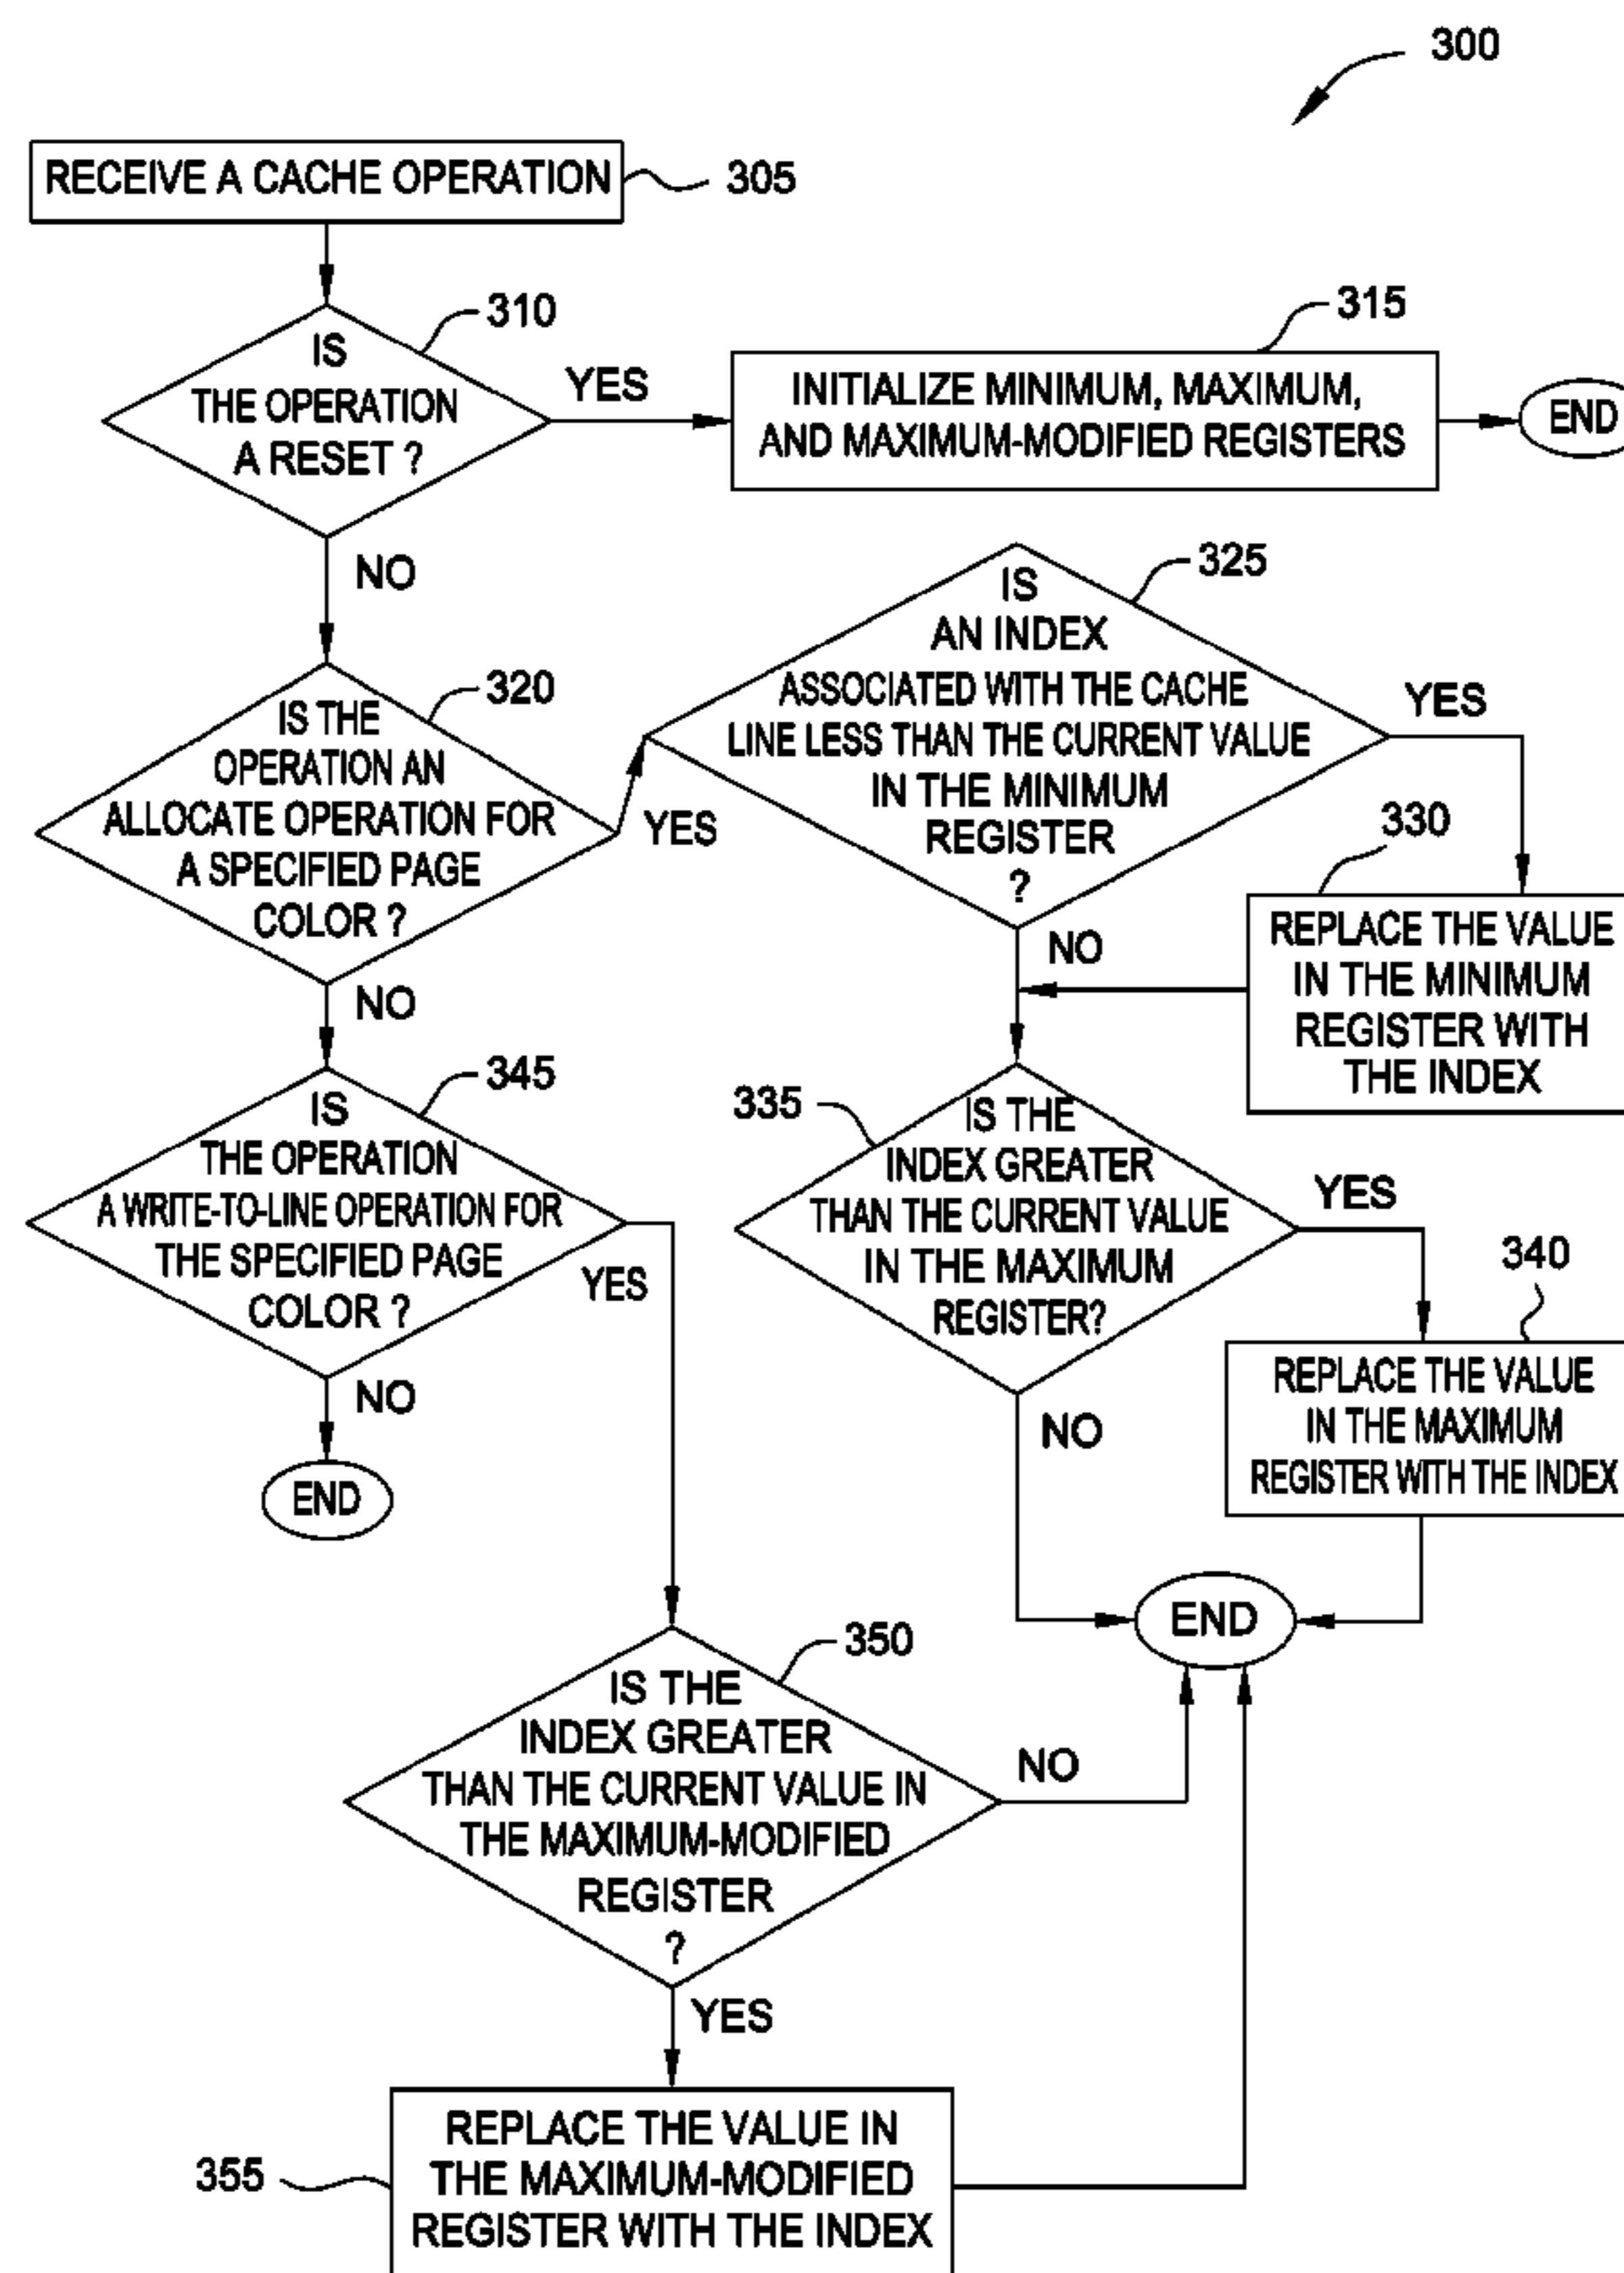 300
RECEIVE A CACHE OPERATION
305
310
IS
THE OPERATION
A RESET ?
YES
315
INITIALIZE MINIMUM, MAXIMUM,
AND MAXIMUM-MODIFIED REGISTERS
END
NO
320
IS THE
OPERATION AN
ALLOCATE OPERATION FOR
A SPECIFIED PAGE
COLOR ?
YES
325
IS
AN INDEX
ASSOCIATED WITH THE CACHE
LINE LESS THAN THE CURRENT VALUE
IN THE MINIMUM
REGISTER
?
YES
330
REPLACE THE VALUE
IN THE MINIMUM
REGISTER WITH
THE INDEX
NO
NO
345
IS
THE OPERATION
A WRITE-TO-LINE OPERATION FOR
THE SPECIFIED PAGE
COLOR ?
YES
335
IS THE
INDEX GREATER
THAN THE CURRENT VALUE
IN THE MAXIMUM
REGISTER?
YES
340
REPLACE THE VALUE
IN THE MAXIMUM
REGISTER WITH THE INDEX
NO
NO
END
END
350
IS THE
INDEX GREATER
THAN THE CURRENT VALUE IN
THE MAXIMUM-MODIFIED
REGISTER
?
NO
YES
355
REPLACE THE VALUE IN
THE MAXIMUM-MODIFIED
REGISTER WITH THE INDEX